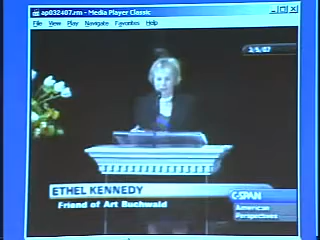 ap032407.rm - Media Player Classic
File View Play Navigate Favorites Help
3/5/07
ETHEL KENNEDY
Friend of Art Buchwald
C-SPAN
American
Perspectives